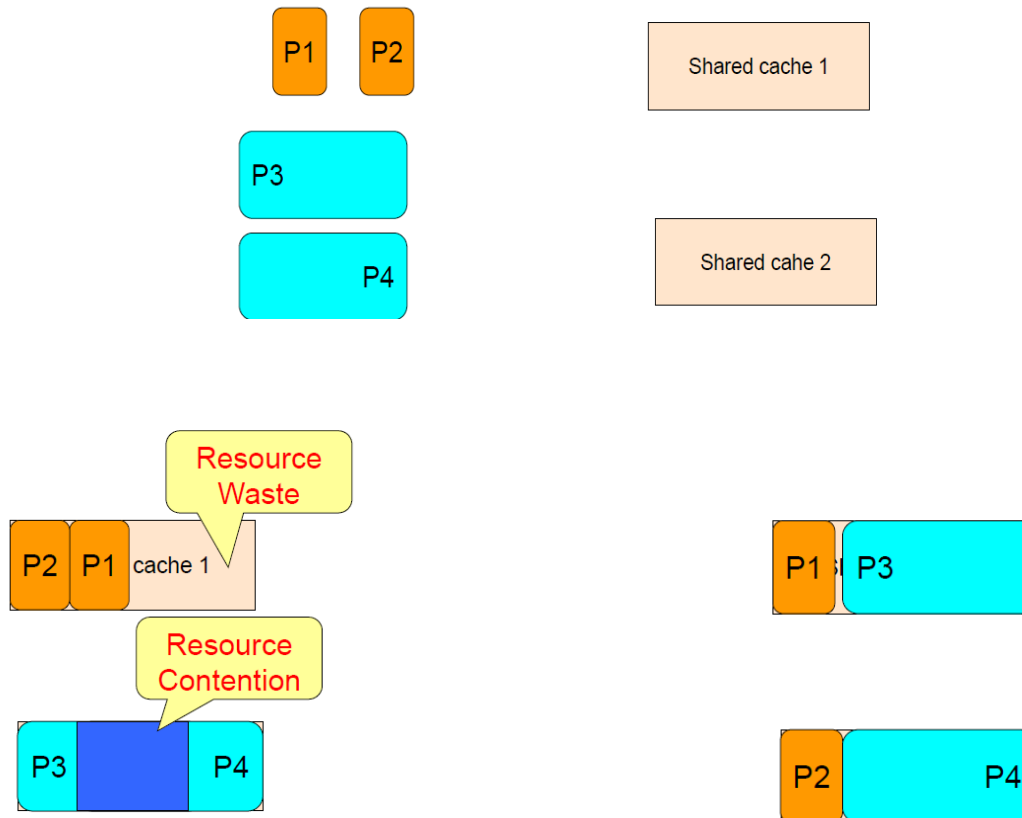 P1 P2
Shared cache 1
P3
Shared cahe 2
P4
Resource
Waste
P2 P1 cache 1
P1 P3
Resource
Contention
P3 P4
P2 P4